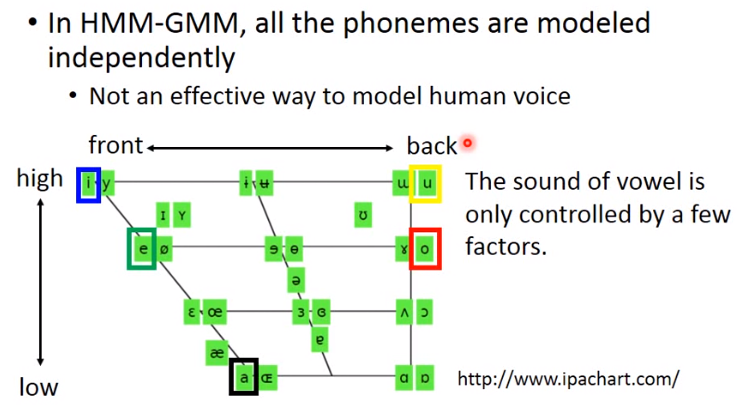 • In HMM-GMM, all the phonemes are modeled
independently
• Not an effective way to model human voice
front back
high i y ɨ ʉ ɯ u
The sound of vowel is
only controlled by a few
factors.
ɪ ʏ ʊ
e ø ɘ ɵ ɤ o
ə
ɛ œ ɜ ɞ ʌ ɔ
æ ɐ
a ɶ ɑ ɒ
low
http://www.ipachart.com/